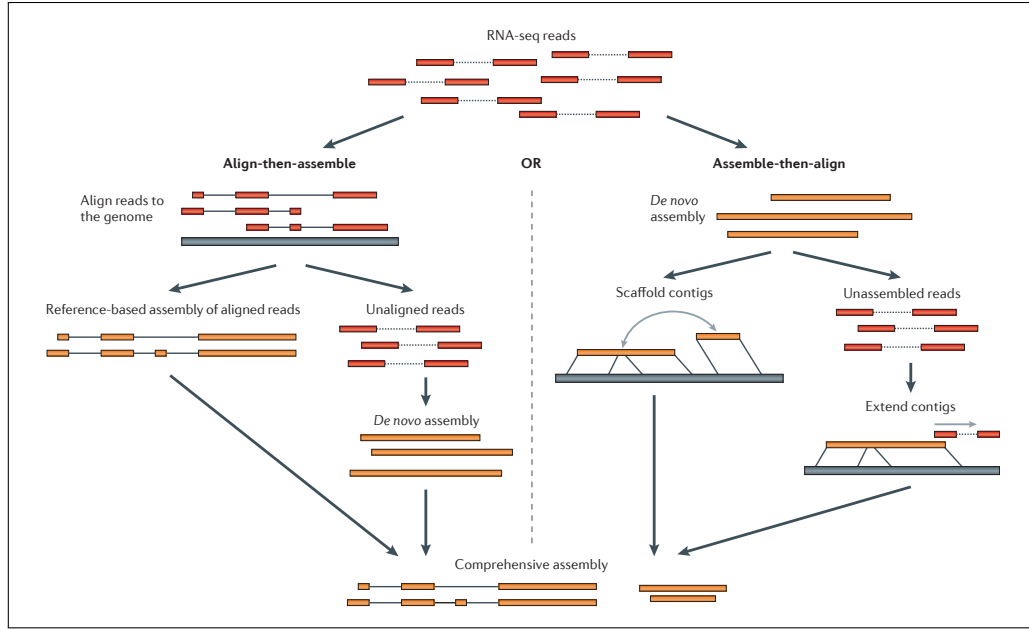 RNA-seq reads
Align-then-assemble
OR
Assemble-then-align
Align reads to
the genome
De novo
assembly
Reference-based assembly of aligned reads
Unaligned reads
Scaffold contigs
Unassembled reads
De novo assembly
Extend contigs
Comprehensive assembly